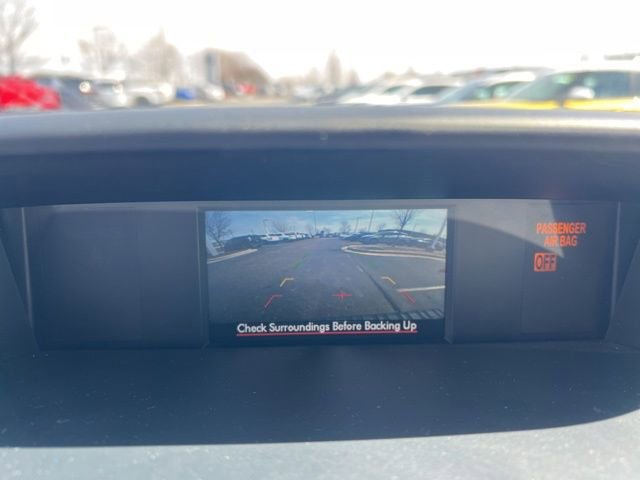 PASSENGER
AIR BAG
OFF
Check Surroundings Before Backing Up